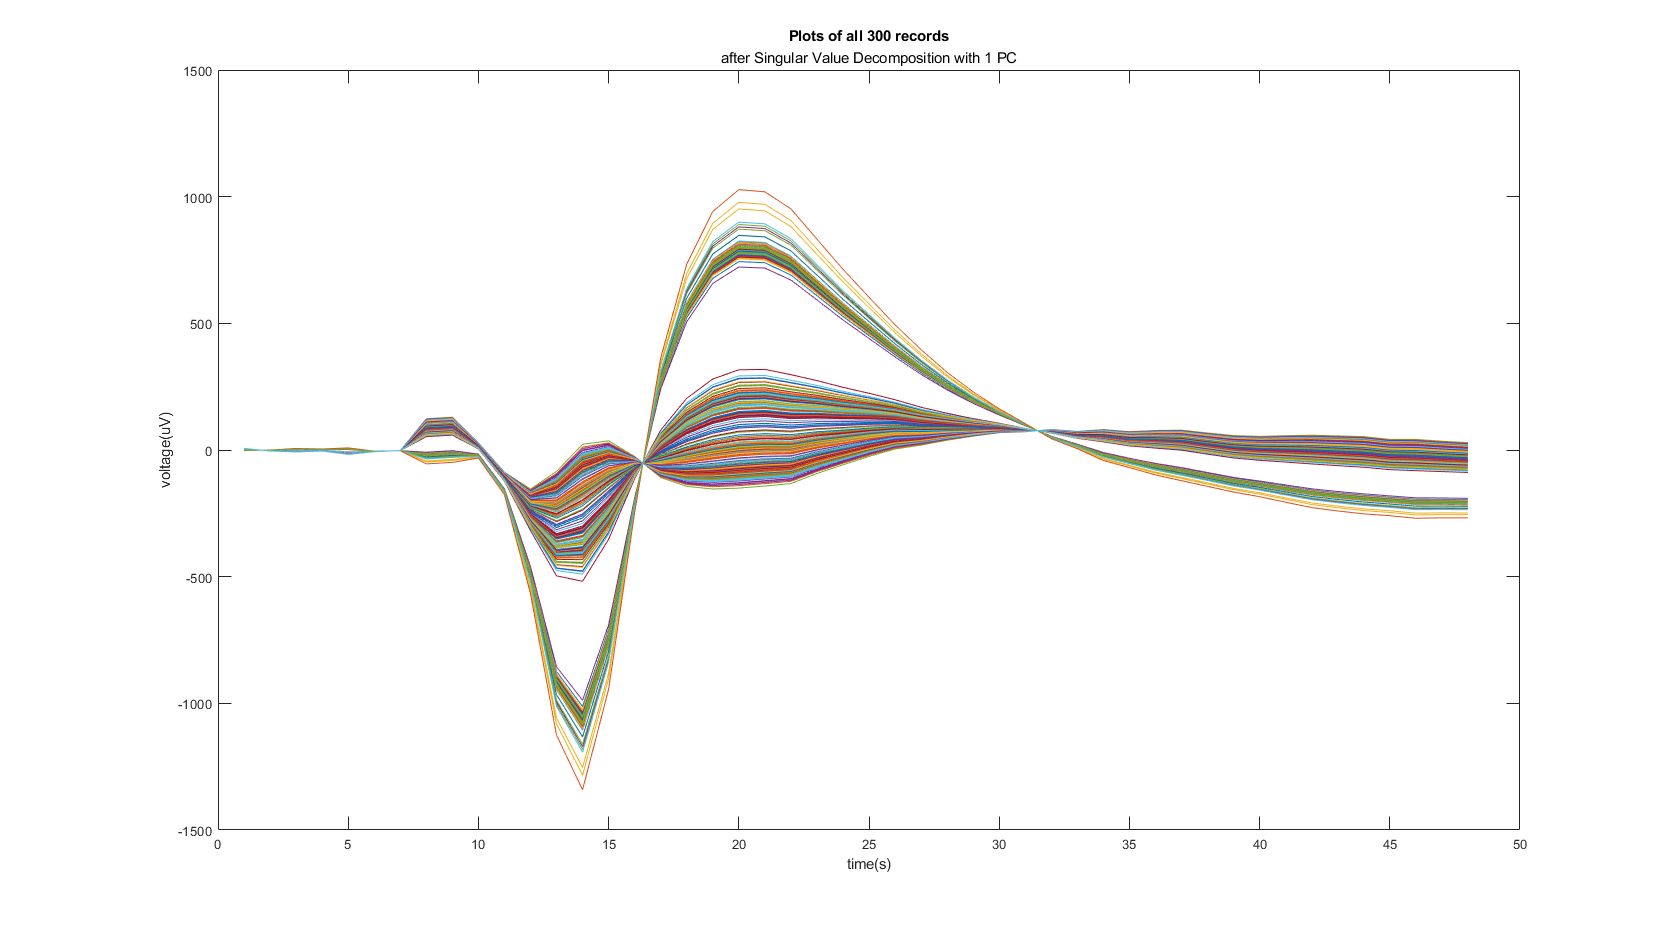 Plots of all 300 records
after Singular Value Decomposition with 1 PC
1500
1000
500
0
-500
-1000
-1500
voltage(uV)
0 5 10 15 20 25 30 35 40 45 50
time(s)